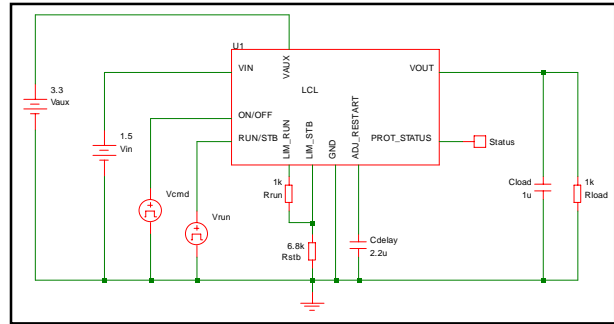 U1
VIN
VAUX
VOUT
LCL
3.3
Vaux
ON/OFF
RUN/STB
LIM_RUN
LIM_STB
GND
ADJ_RESTART
PROT_STATUS
Status
1.5
Vin
1k
Rrun
Vcmd
Vrun
6.8k
Rstb
Cdelay
2.2u
Cload
1u
1k
Rload